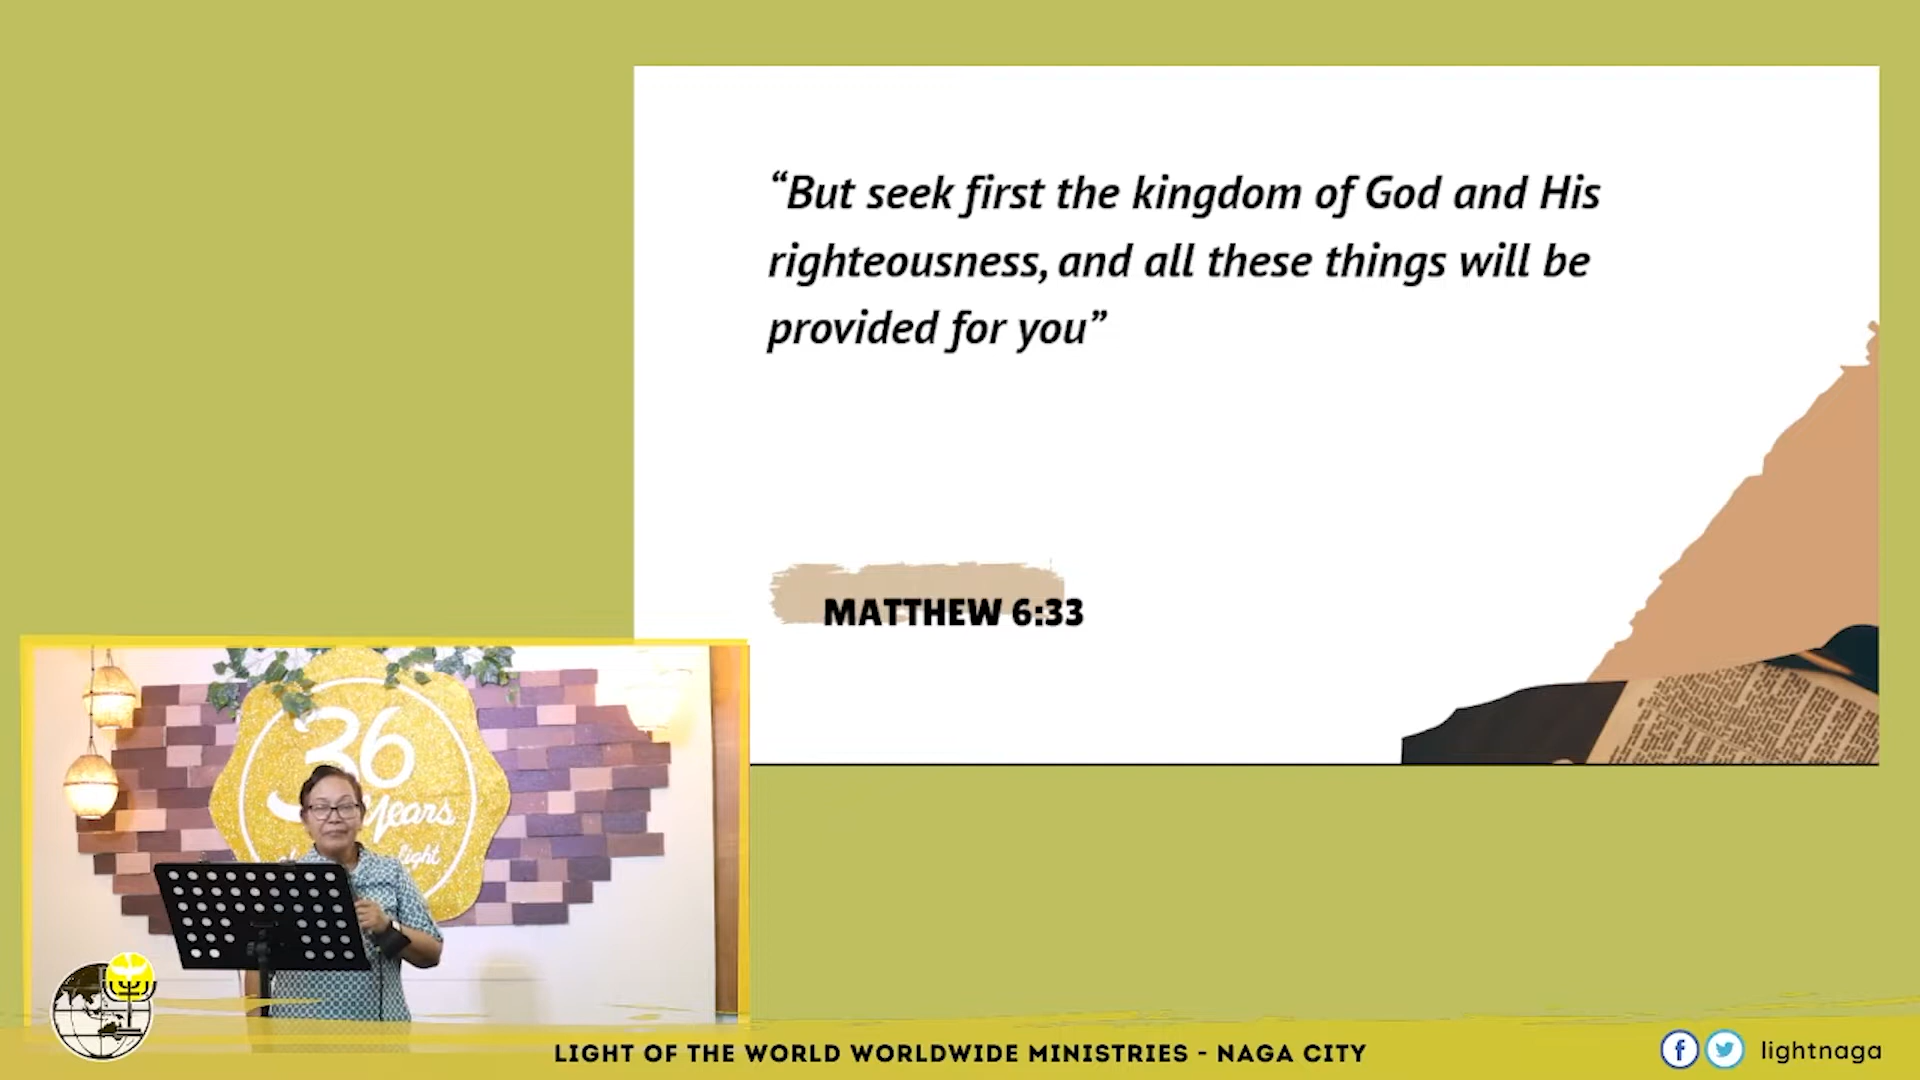 “But seek first the kingdom of God and His
righteousness, and all these things will be
provided for you”
MATTHEW 6:33
36
Years
light
LIGHT OF THE WORLD WORLDWIDE MINISTRIES - NAGA CITY
lightnaga